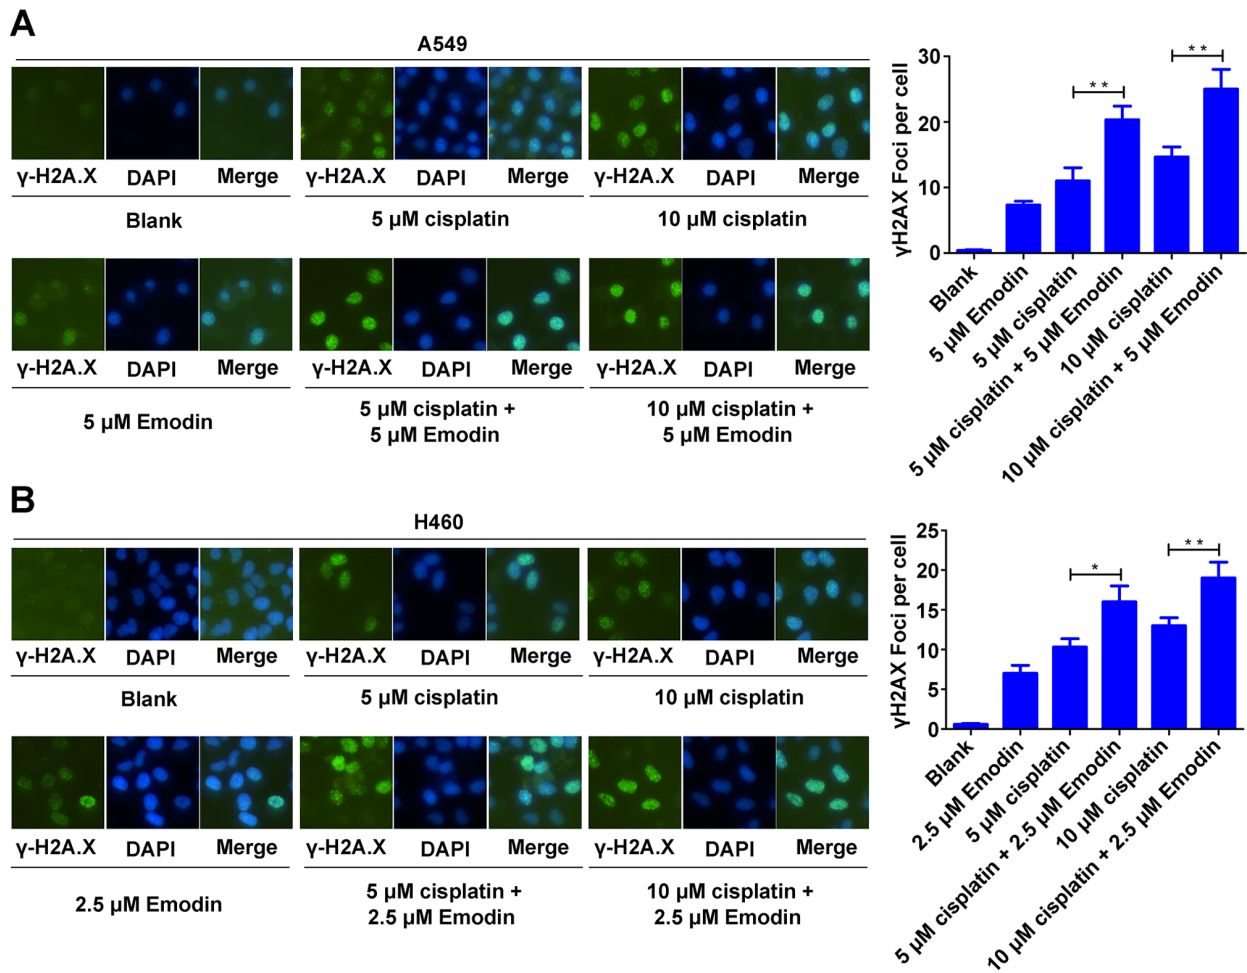 A
A549
γ-H2A.X DAPI Merge γ-H2A.X DAPI Merge γ-H2A.X DAPI Merge
Blank 5 μM cisplatin 10 μM cisplatin
γ-H2A.X DAPI Merge γ-H2A.X DAPI Merge γ-H2A.X DAPI Merge
5 μM Emodin
5 μM cisplatin +
5 μM Emodin
10 μM cisplatin +
5 μM Emodin
γH2AX Foci per cell
30
20
10
0
**
**
Blank
5 μM Emodin
5 μM cisplatin
5 μM cisplatin + 5 μM Emodin
10 μM cisplatin
10 μM cisplatin + 5 μM Emodin
B
H460
γ-H2A.X DAPI Merge γ-H2A.X DAPI Merge γ-H2A.X DAPI Merge
Blank 5 μM cisplatin 10 μM cisplatin
γ-H2A.X DAPI Merge γ-H2A.X DAPI Merge γ-H2A.X DAPI Merge
2.5 μM Emodin
5 μM cisplatin +
2.5 μM Emodin
10 μM cisplatin +
2.5 μM Emodin
γH2AX Foci per cell
25
20
15
10
5
0
*
**
Blank
2.5 μM Emodin
5 μM cisplatin
5 μM cisplatin + 2.5 μM Emodin
10 μM cisplatin
10 μM cisplatin + 2.5 μM Emodin